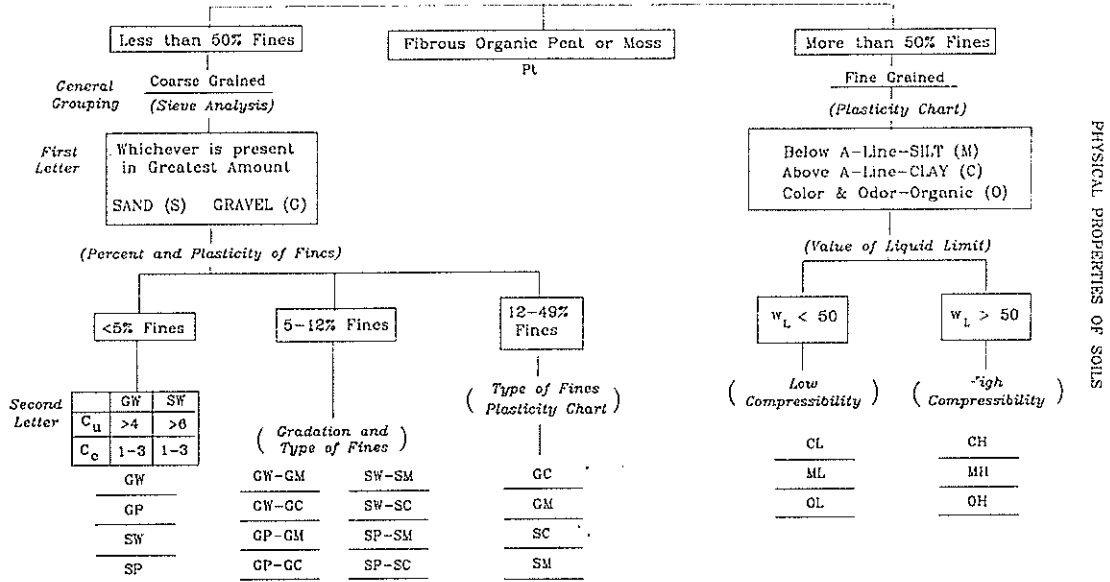 Less than 50% Fines
Fibrous Organic Peat or Moss
More than 50% Fines
Pt
General
Grouping
Coarse Grained
(Sieve Analysis)
Fine Grained
(Plasticity Chart)
First
Letter
Whichever is present
in Greatest Amount
SAND (S) GRAVEL (G)
Below A-Line-SILT (M)
Above A-Line-CLAY (C)
Color & Odor-Organic (O)
(Percent and Plasticity of Fines)
(Value of Liquid Limit)
<5% Fines
5-12% Fines
12-49%
Fines
w_L < 50
w_L > 50
(Type of Fines
Plasticity Chart)
(Low
Compressibility)
(High
Compressibility)
Second
Letter
GW SW
C_u >4 >6
C_c 1-3 1-3
(Gradation and
Type of Fines)
GW
GP
SW
SP
GW-GM SW-SM
GW-GC SW-SC
GP-GM SP-SM
GP-GC SP-SC
GC
GM
SC
SM
CL
ML
OL
CH
MH
OH
PHYSICAL PROPERTIES OF SOILS